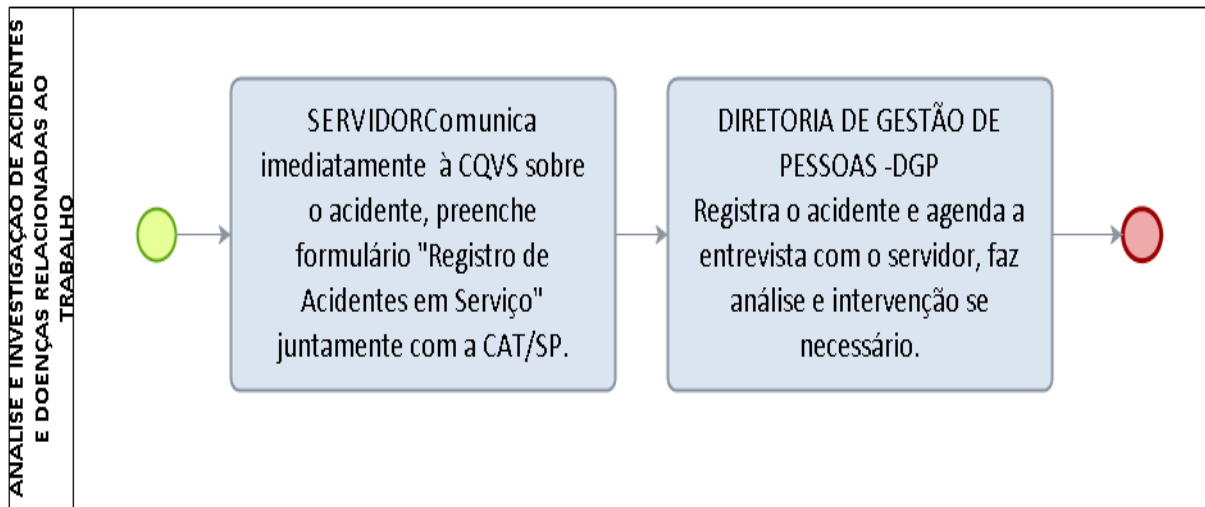 ANÁLISE E INVESTIGAÇÃO DE ACIDENTES
E DOENÇAS RELACIONADAS AO
TRABALHO
SERVIDORComunica
imediatamente à CQVS sobre
o acidente, preenche
formulário "Registro de
Acidentes em Serviço"
juntamente com a CAT/SP.
DIRETORIA DE GESTÃO DE
PESSOAS -DGP
Registra o acidente e agenda a
entrevista com o servidor, faz
análise e intervenção se
necessário.